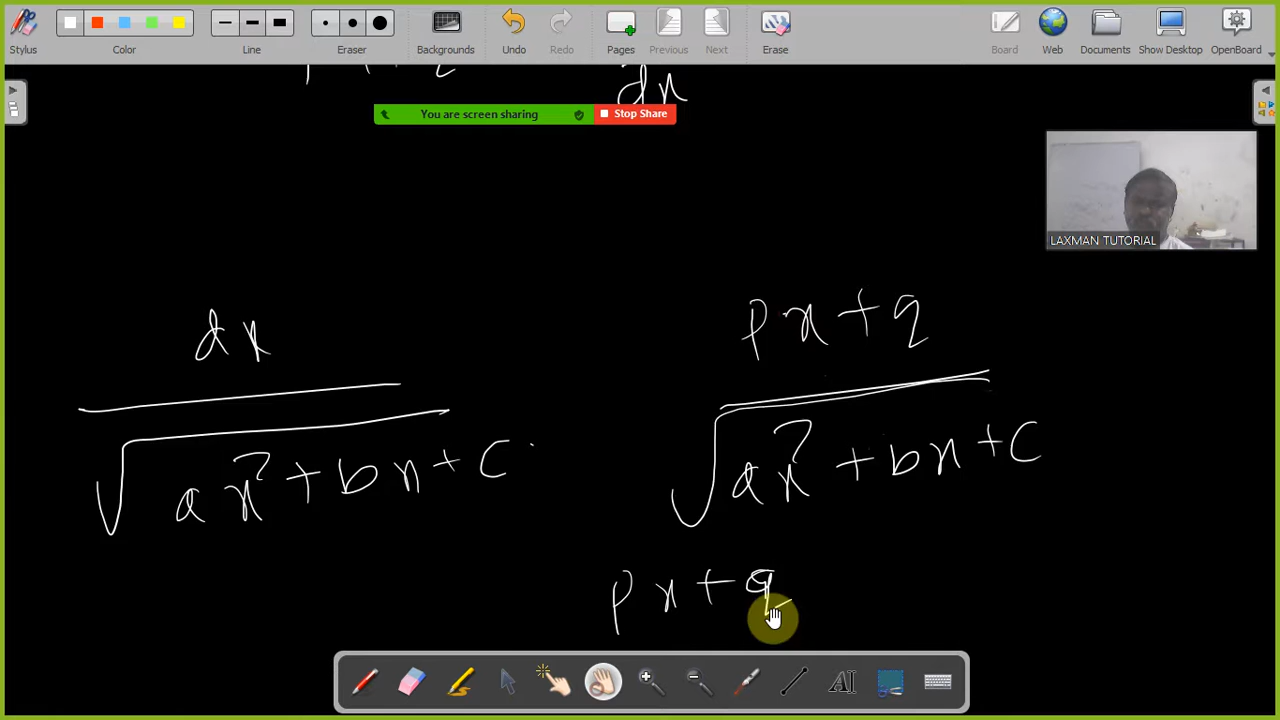 Stylus Color Line Eraser Backgrounds Undo Redo Pages Previous Next Erase Board Web Documents Show Desktop OpenBoard
dx
You are screen sharing Stop Share
LAXMAN TUTORIAL
dx
√ax²+bx+c
px+q
√ax²+bx+c
px+q
AI